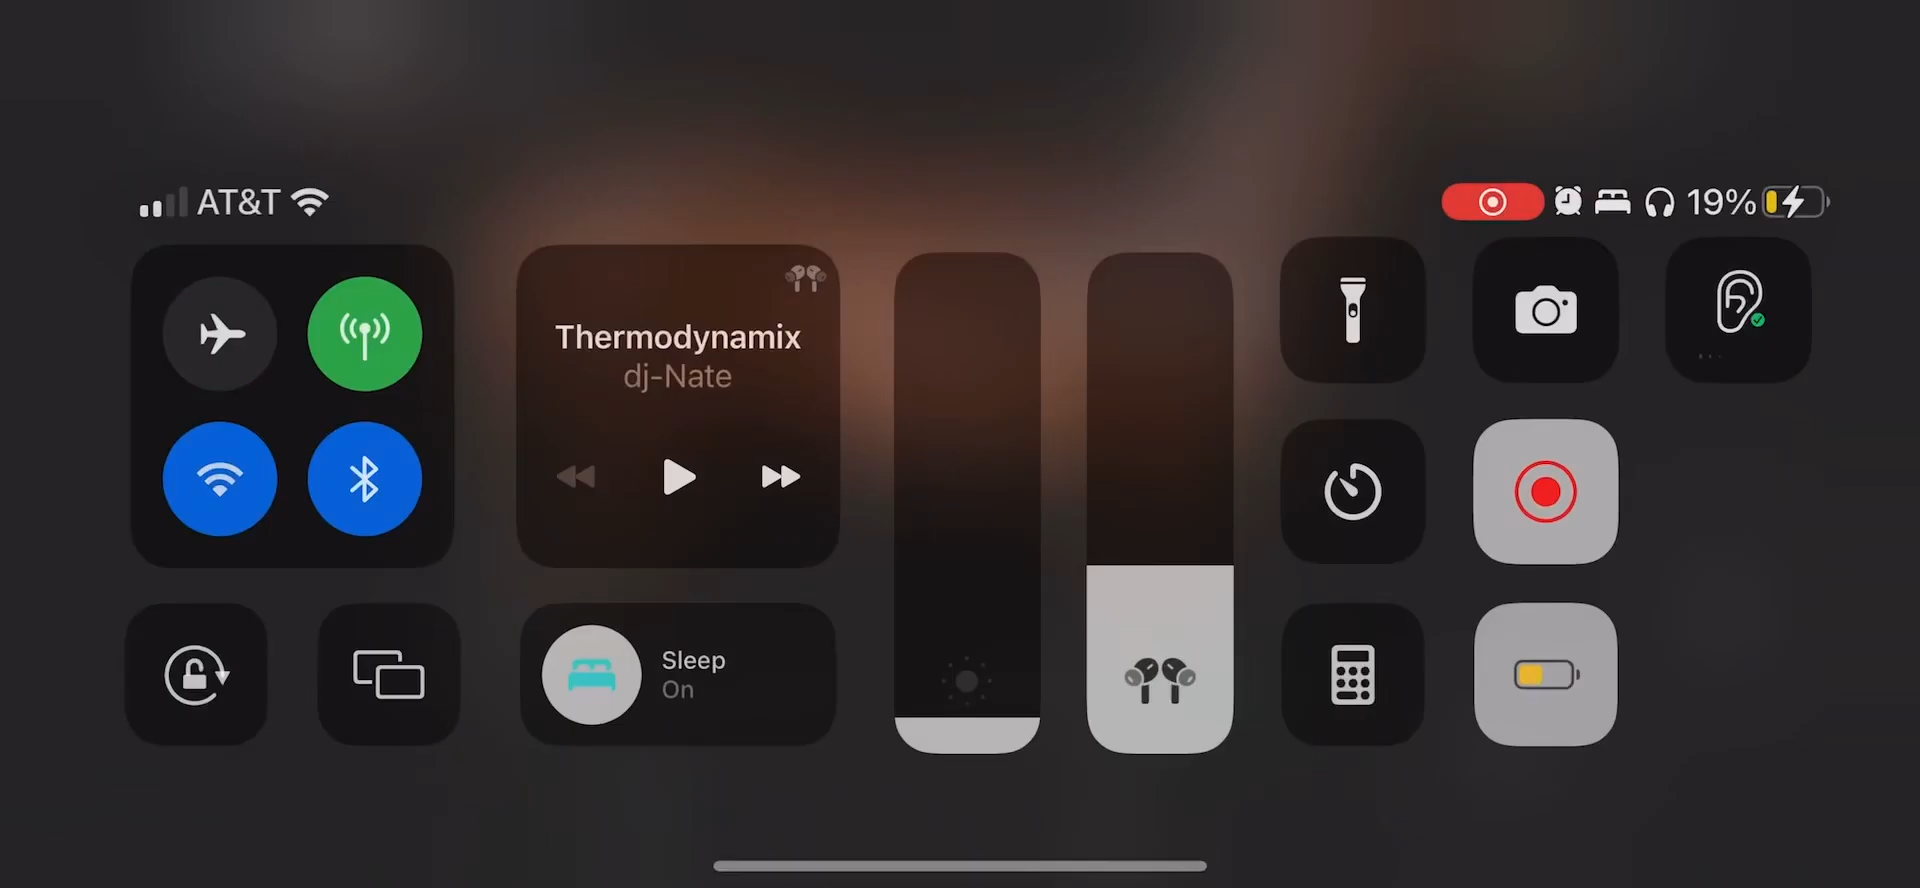 AT&T
19%
Thermodynamix
dj-Nate
Sleep
On